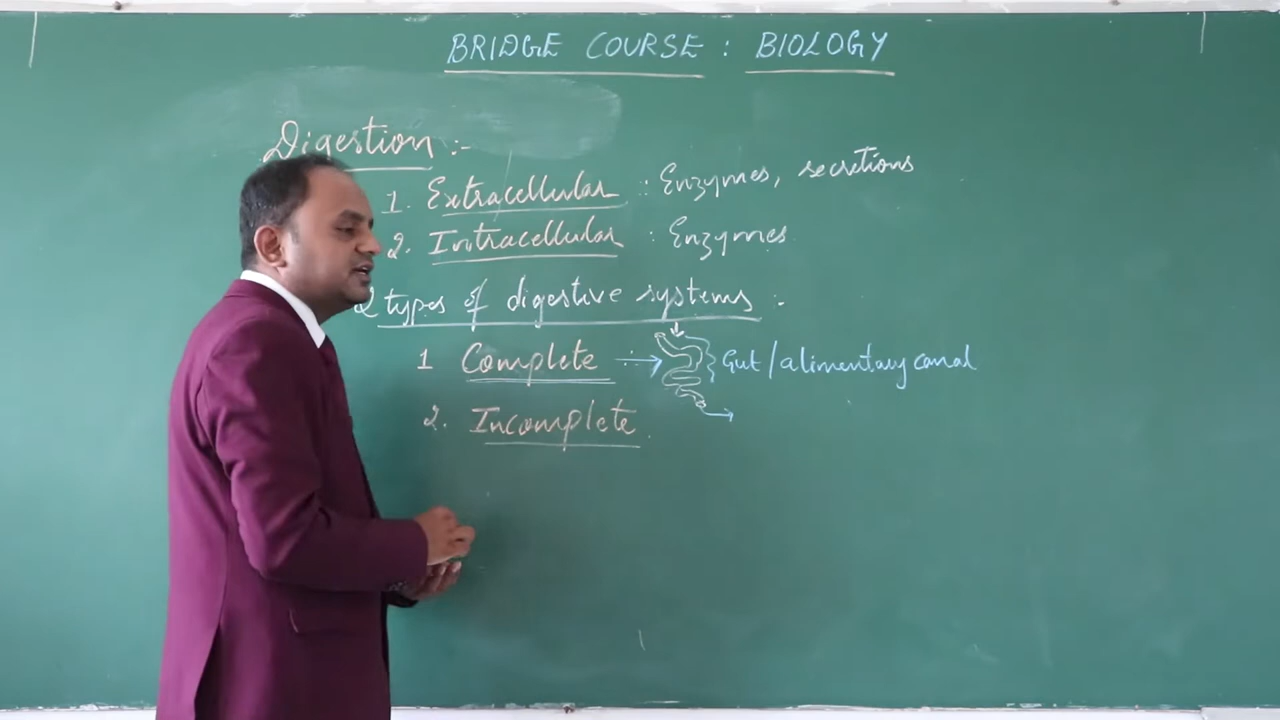 BRIDGE COURSE : BIOLOGY
Digestion :-
1. Extracellular : Enzymes, secretions
2. Intracellular : Enzymes
2 types of digestive systems :-
1 Complete : Gut/alimentary canal
2. Incomplete.